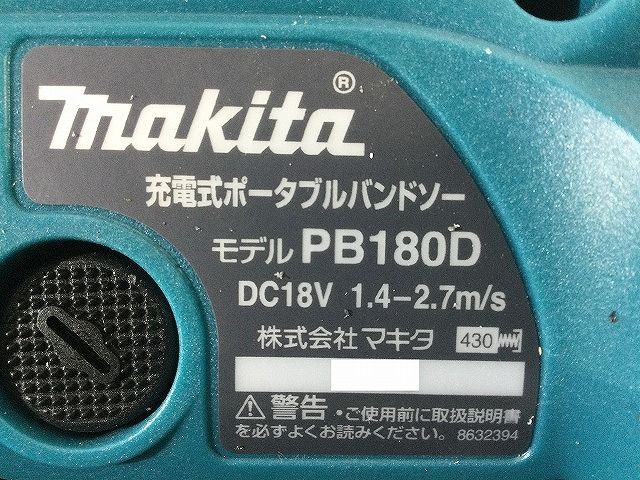 makita®
充電式ポータブルバンドソー
モデル PB180D
DC18V 1.4-2.7m/s
株式会社マキタ 430
⚠警告・ご使用前に取扱説明書
を必ずよくお読みください。 8632394